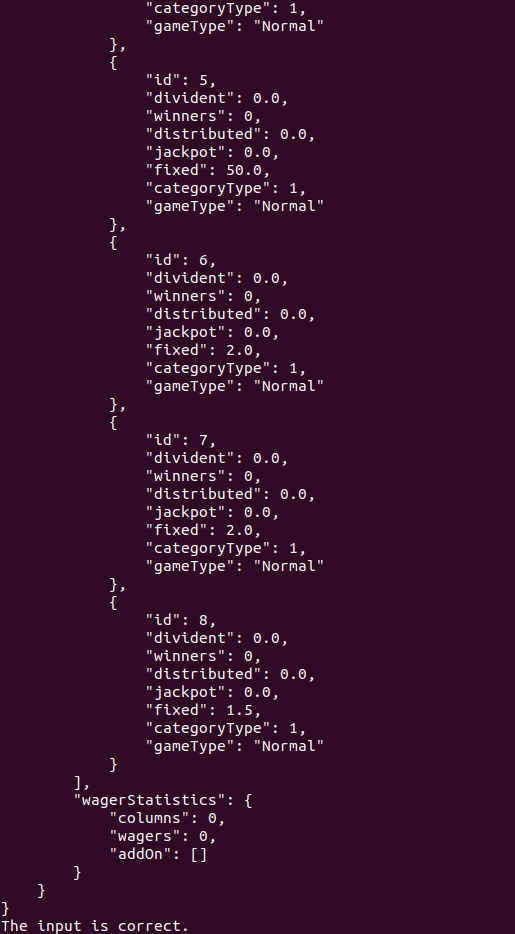 "categoryType": 1,
"gameType": "Normal"
},
{
"id": 5,
"divident": 0.0,
"winners": 0,
"distributed": 0.0,
"jackpot": 0.0,
"fixed": 50.0,
"categoryType": 1,
"gameType": "Normal"
},
{
"id": 6,
"divident": 0.0,
"winners": 0,
"distributed": 0.0,
"jackpot": 0.0,
"fixed": 2.0,
"categoryType": 1,
"gameType": "Normal"
},
{
"id": 7,
"divident": 0.0,
"winners": 0,
"distributed": 0.0,
"jackpot": 0.0,
"fixed": 2.0,
"categoryType": 1,
"gameType": "Normal"
},
{
"id": 8,
"divident": 0.0,
"winners": 0,
"distributed": 0.0,
"jackpot": 0.0,
"fixed": 1.5,
"categoryType": 1,
"gameType": "Normal"
}
],
"wagerStatistics": {
"columns": 0,
"wagers": 0,
"addOn": []
}
}
}
The input is correct.